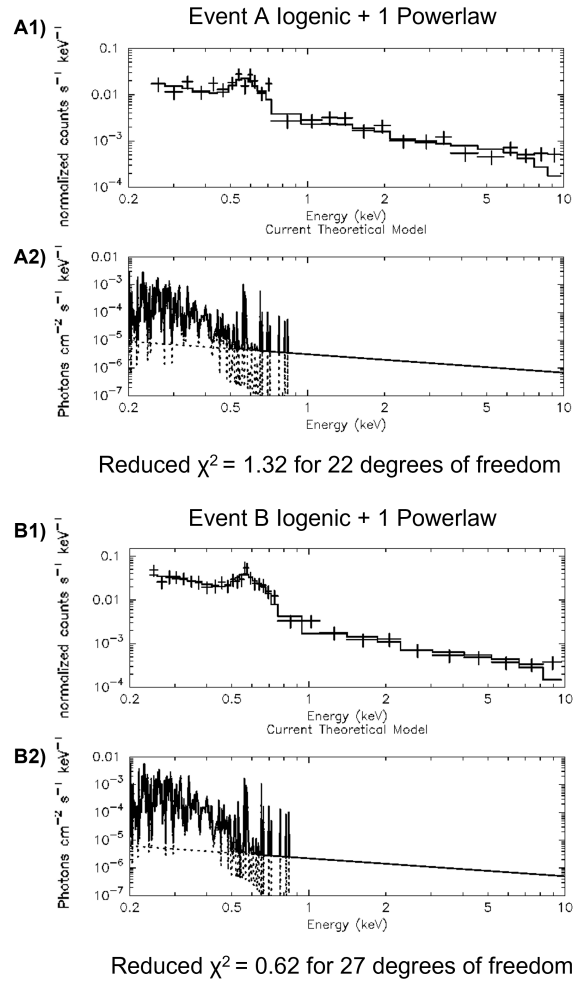 Event A Iogenic + 1 Powerlaw
A1)
normalized counts s⁻¹ keV⁻¹
0.1
0.01
10⁻³
10⁻⁴
0.2 0.5 1 2 5 10
Energy (keV)
Current Theoretical Model
A2)
Photons cm⁻² s⁻¹ keV⁻¹
0.01
10⁻³
10⁻⁴
10⁻⁵
10⁻⁶
10⁻⁷
0.2 0.5 1 2 5 10
Energy (keV)
Reduced χ² = 1.32 for 22 degrees of freedom
Event B Iogenic + 1 Powerlaw
B1)
normalized counts s⁻¹ keV⁻¹
0.1
0.01
10⁻³
10⁻⁴
0.2 0.5 1 2 5 10
Energy (keV)
Current Theoretical Model
B2)
Photons cm⁻² s⁻¹ keV⁻¹
0.01
10⁻³
10⁻⁴
10⁻⁵
10⁻⁶
10⁻⁷
0.2 0.5 1 2 5 10
Energy (keV)
Reduced χ² = 0.62 for 27 degrees of freedom